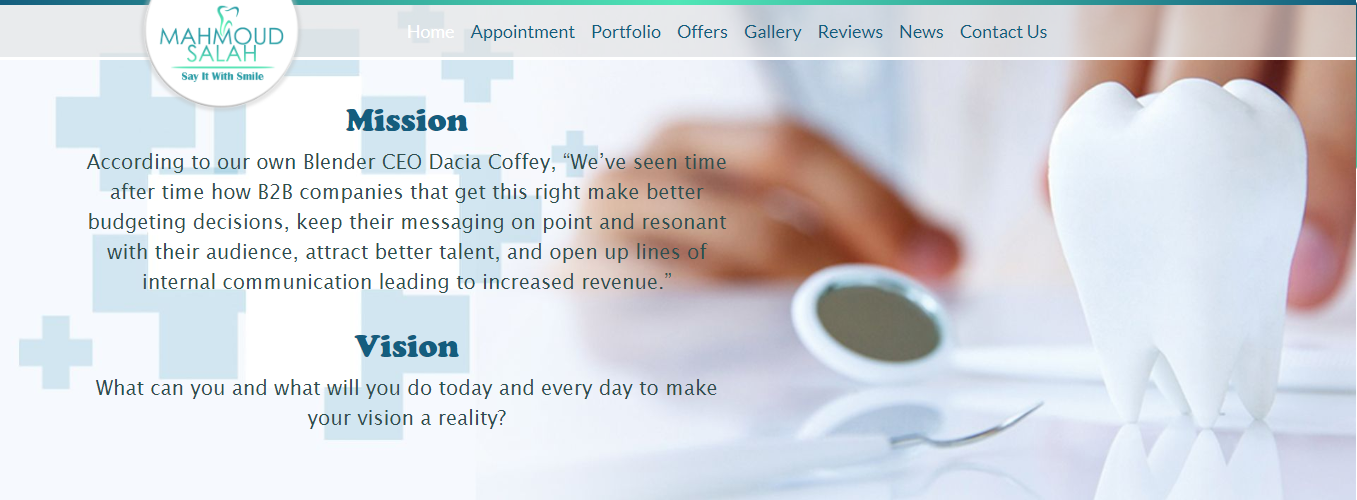 MAHMOUD
SALAH
Say It With Smile
Home Appointment Portfolio Offers Gallery Reviews News Contact Us
Mission
According to our own Blender CEO Dacia Coffey, “We’ve seen time
after time how B2B companies that get this right make better
budgeting decisions, keep their messaging on point and resonant
with their audience, attract better talent, and open up lines of
internal communication leading to increased revenue.”
Vision
What can you and what will you do today and every day to make
your vision a reality?